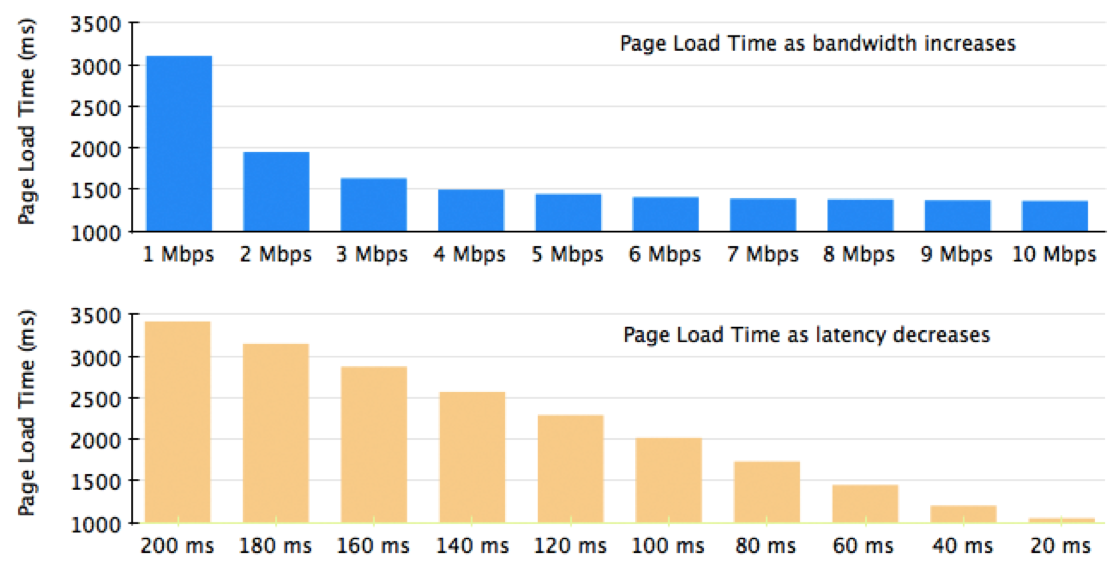 Page Load Time as bandwidth increases
Page Load Time (ms)
3500
3000
2500
2000
1500
1000
1 Mbps 2 Mbps 3 Mbps 4 Mbps 5 Mbps 6 Mbps 7 Mbps 8 Mbps 9 Mbps 10 Mbps
Page Load Time as latency decreases
Page Load Time (ms)
3500
3000
2500
2000
1500
1000
200 ms 180 ms 160 ms 140 ms 120 ms 100 ms 80 ms 60 ms 40 ms 20 ms